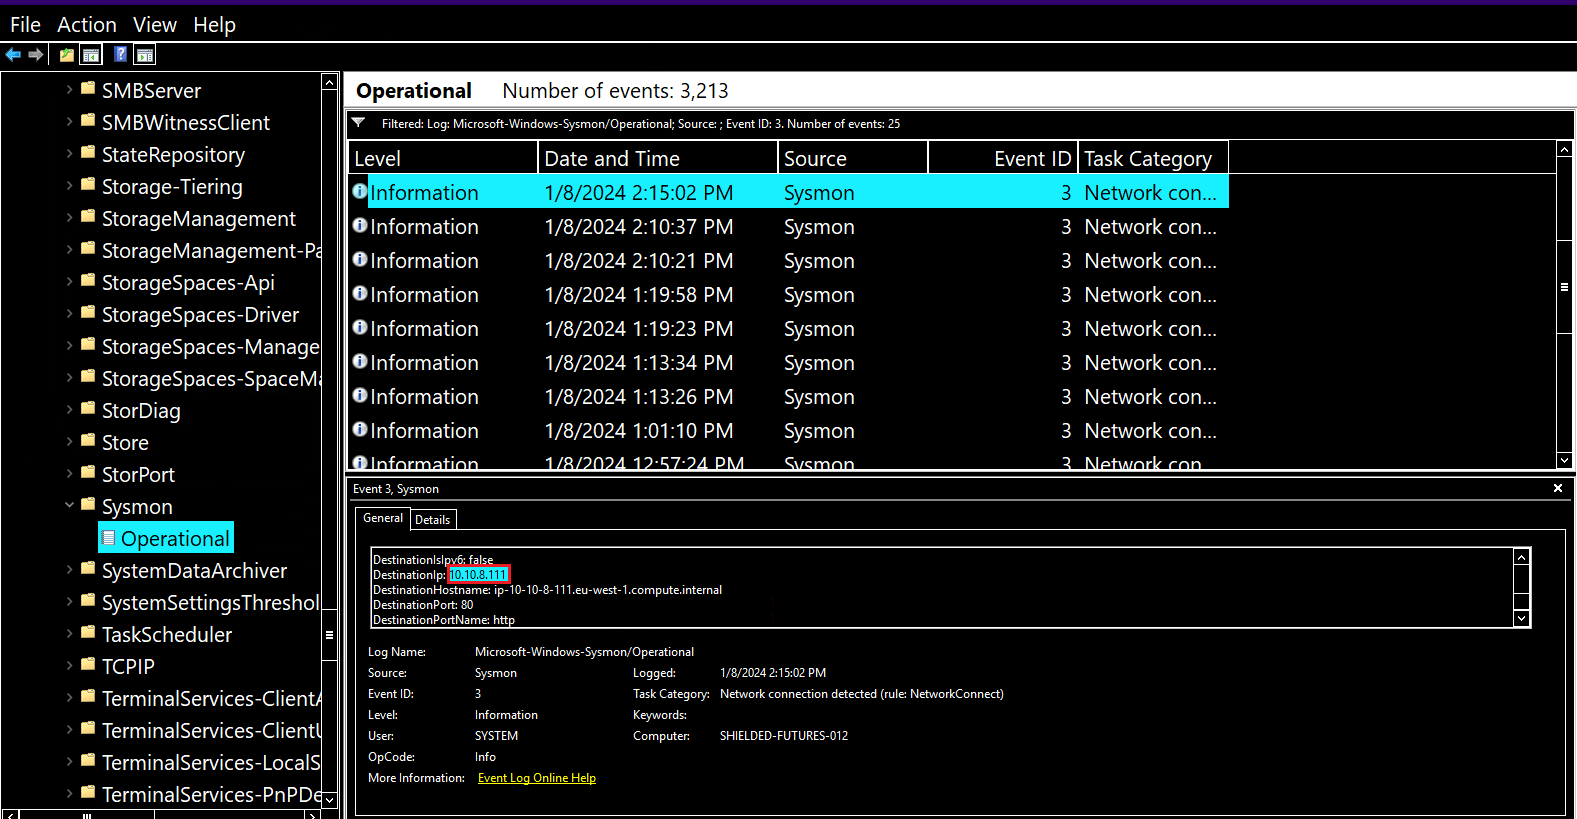 File Action View Help
SMBServer
SMBWitnessClient
StateRepository
Storage-Tiering
StorageManagement
StorageManagement-Pa
StorageSpaces-Api
StorageSpaces-Driver
StorageSpaces-Manage
StorageSpaces-SpaceMa
StorDiag
Store
StorPort
Sysmon
Operational
SystemDataArchiver
SystemSettingsThreshol
TaskScheduler
TCPIP
TerminalServices-ClientA
TerminalServices-ClientU
TerminalServices-LocalS
TerminalServices-PnPDe
Operational Number of events: 3,213
Filtered: Log: Microsoft-Windows-Sysmon/Operational; Source: ; Event ID: 3. Number of events: 25
Level Date and Time Source Event ID Task Category
Information 1/8/2024 2:15:02 PM Sysmon 3 Network con...
Information 1/8/2024 2:10:37 PM Sysmon 3 Network con...
Information 1/8/2024 2:10:21 PM Sysmon 3 Network con...
Information 1/8/2024 1:19:58 PM Sysmon 3 Network con...
Information 1/8/2024 1:19:23 PM Sysmon 3 Network con...
Information 1/8/2024 1:13:34 PM Sysmon 3 Network con...
Information 1/8/2024 1:13:26 PM Sysmon 3 Network con...
Information 1/8/2024 1:01:10 PM Sysmon 3 Network con...
Information 1/8/2024 12:57:24 PM Sysmon 3 Network con...
Event 3, Sysmon
General Details
DestinationIsIpv6: false
DestinationIp: 10.10.8.111
DestinationHostname: ip-10-10-8-111.eu-west-1.compute.internal
DestinationPort: 80
DestinationPortName: http
Log Name: Microsoft-Windows-Sysmon/Operational
Source: Sysmon Logged: 1/8/2024 2:15:02 PM
Event ID: 3 Task Category: Network connection detected (rule: NetworkConnect)
Level: Information Keywords:
User: SYSTEM Computer: SHIELDED-FUTURES-012
OpCode: Info
More Information: Event Log Online Help